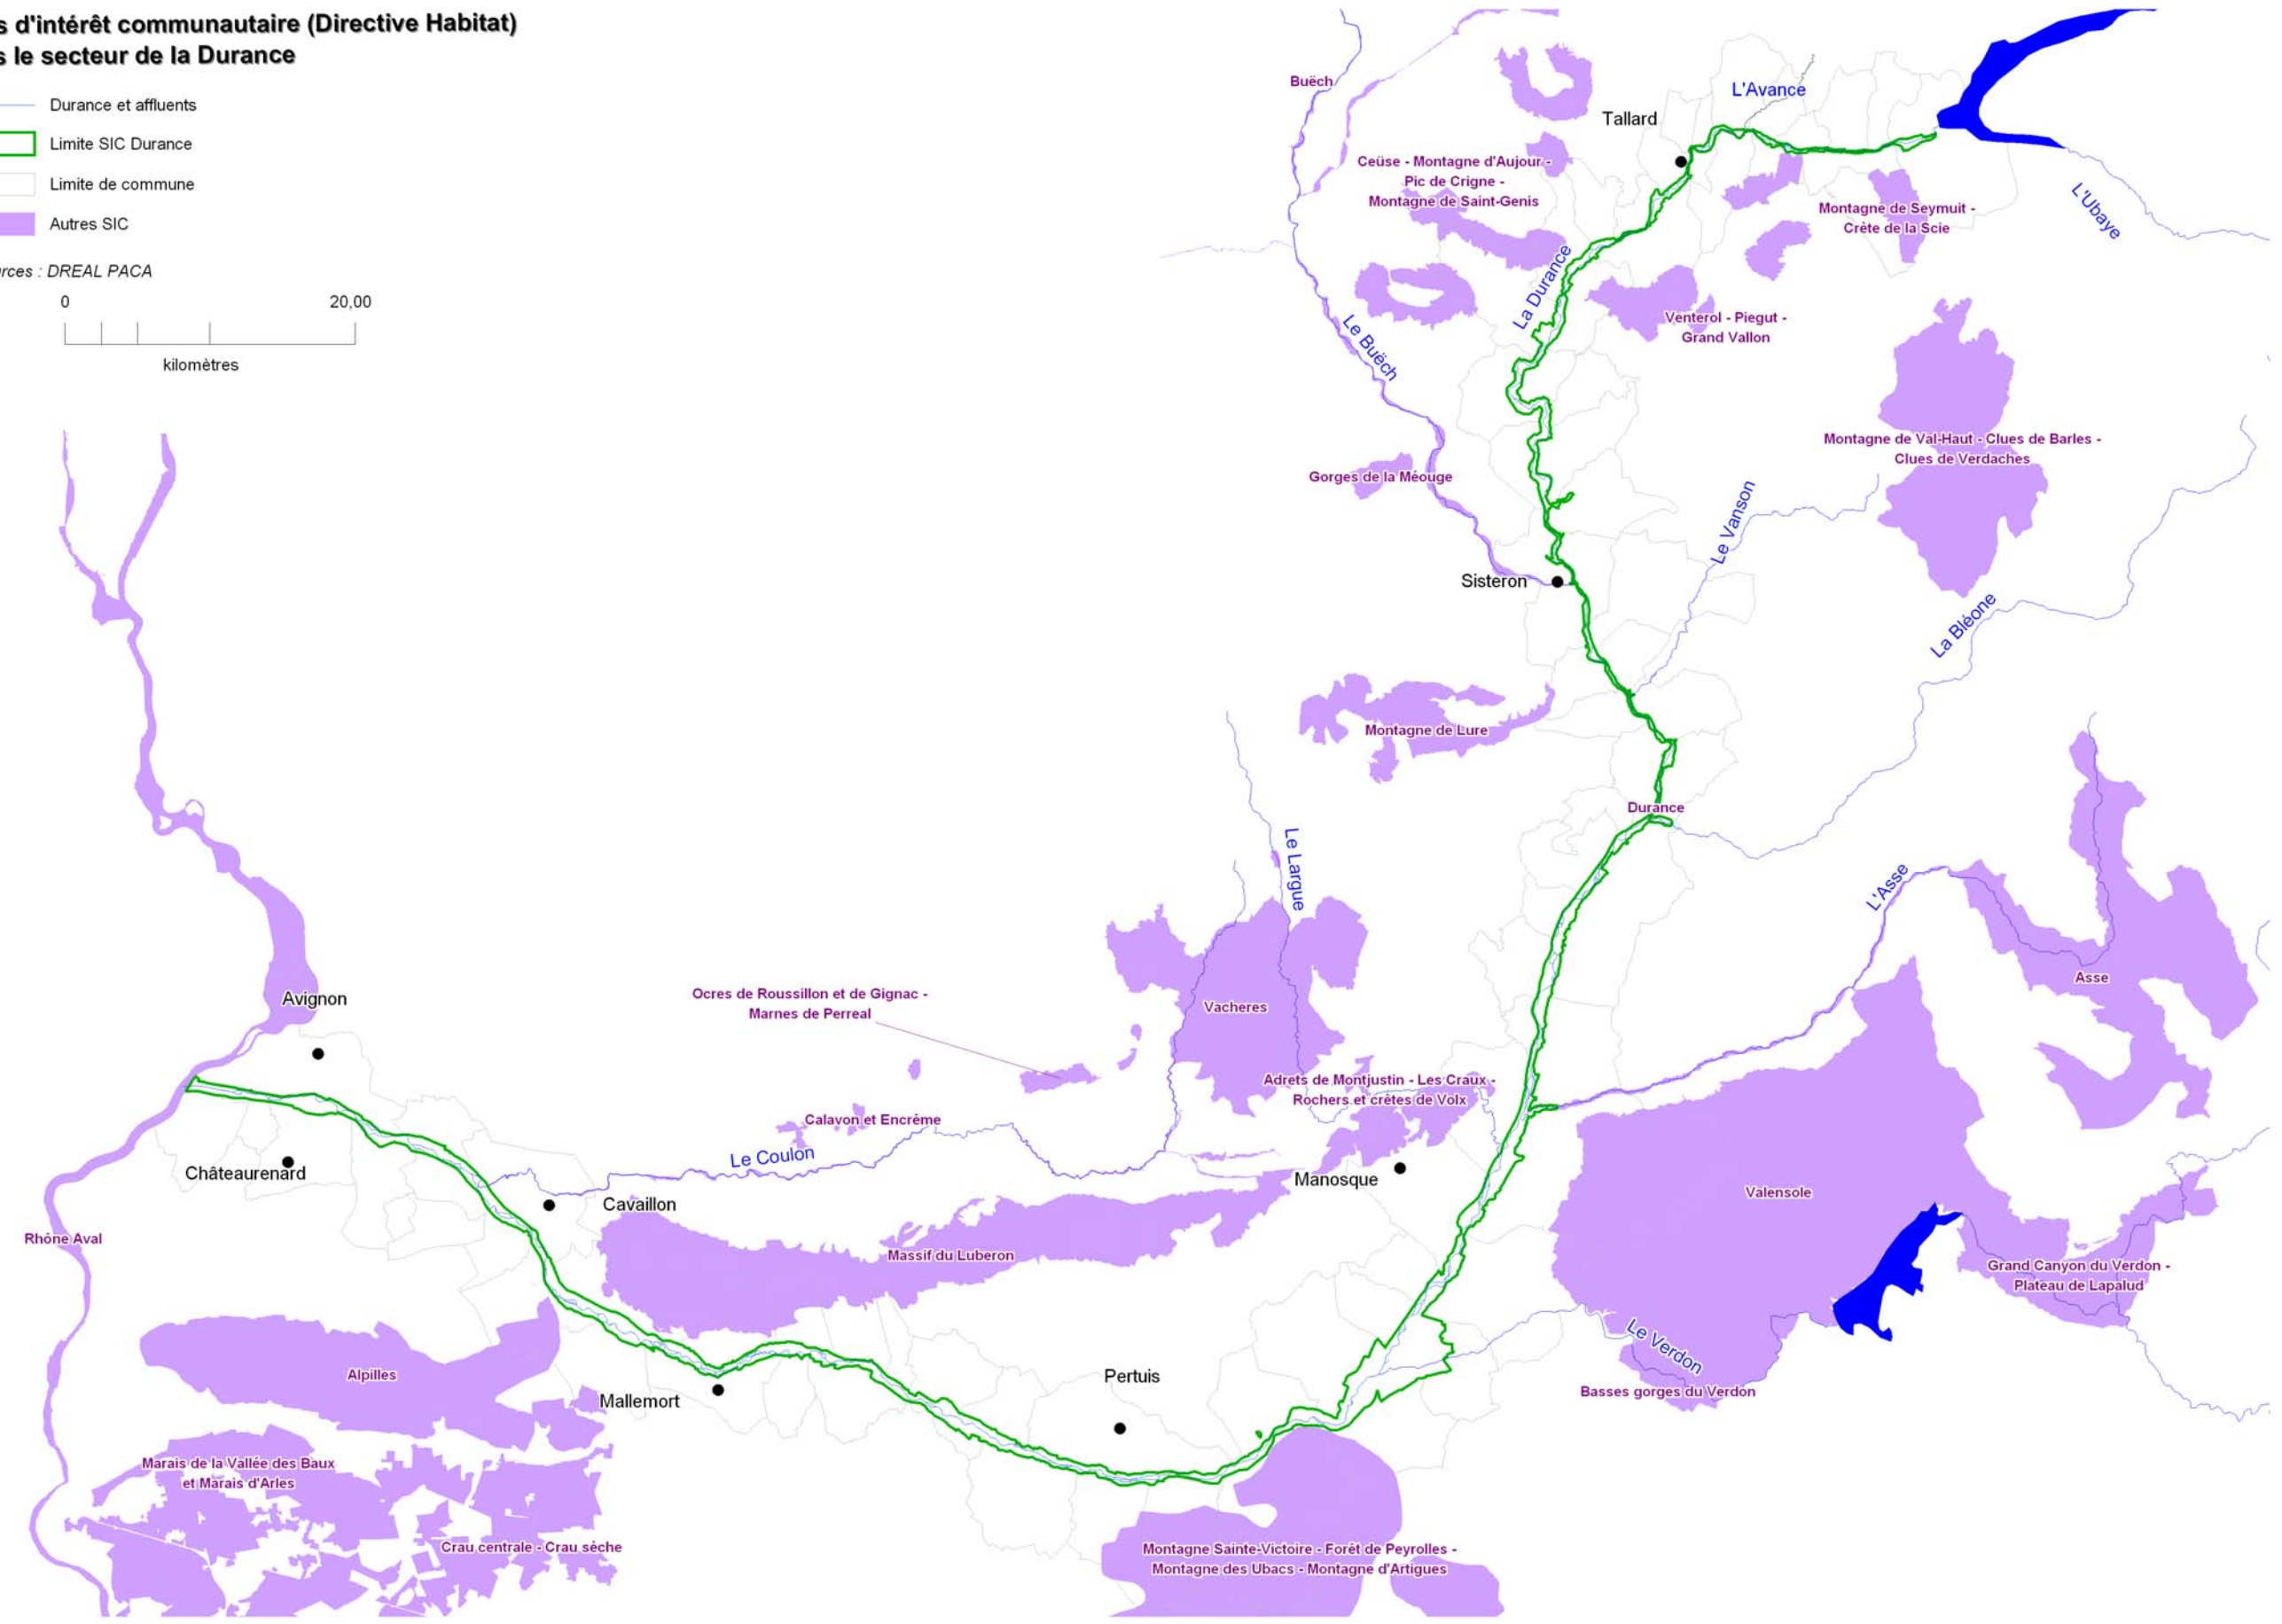 s d'intérêt communautaire (Directive Habitat)
s le secteur de la Durance
Durance et affluents
Limite SIC Durance
Limite de commune
Autres SIC
rces : DREAL PACA
0
20,00
kilomètres
Buëch
L'Avance
Tallard
Ceüse - Montagne d'Aujour -
Pic de Crigne -
Montagne de Saint-Genis
Montagne de Seymuit -
Crète de la Scie
L'Ubaye
La Durance
Le Buëch
Venterol - Piegut -
Grand Vallon
Montagne de Val-Haut - Clues de Barles -
Clues de Verdaches
Gorges de la Méouge
Le Vanson
Sisteron
La Bléone
Montagne de Lure
Durance
Le Largue
L'Asse
Asse
Avignon
Ocres de Roussillon et de Gignac -
Marnes de Perreal
Vacheres
Adrets de Montjustin - Les Craux -
Rochers et crêtes de Volx
Calavon et Encrême
Le Coulon
Châteaurenard
Manosque
Valensole
Cavaillon
Rhône Aval
Massif du Luberon
Grand Canyon du Verdon -
Plateau de Lapalud
Le Verdon
Alpilles
Pertuis
Basses gorges du Verdon
Mallemort
Marais de la Vallée des Baux
et Marais d'Arles
Crau centrale - Crau sèche
Montagne Sainte-Victoire - Forêt de Peyrolles -
Montagne des Ubacs - Montagne d'Artigues